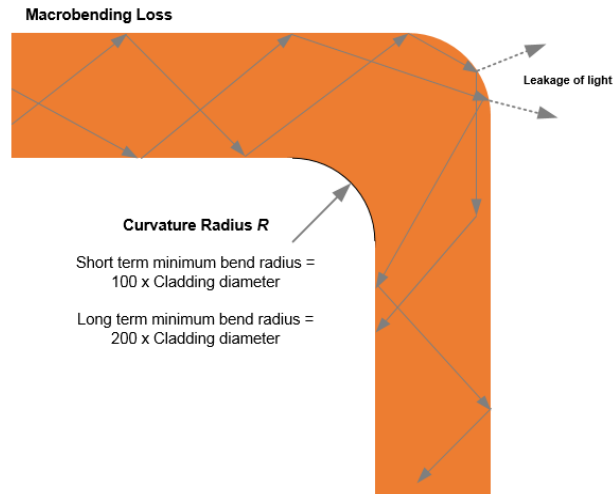 Macrobending Loss
Leakage of light
Curvature Radius R
Short term minimum bend radius =
100 x Cladding diameter
Long term minimum bend radius =
200 x Cladding diameter